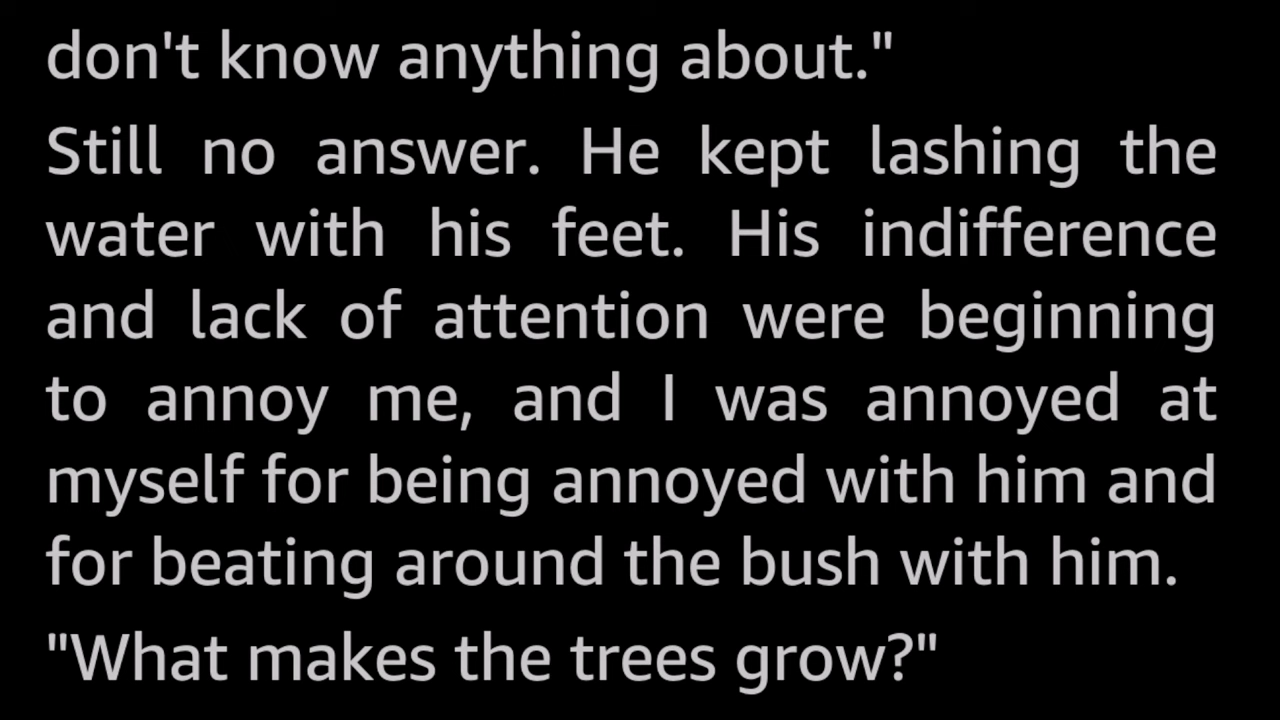 don't know anything about."
Still no answer. He kept lashing the
water with his feet. His indifference
and lack of attention were beginning
to annoy me, and I was annoyed at
myself for being annoyed with him and
for beating around the bush with him.
"What makes the trees grow?"